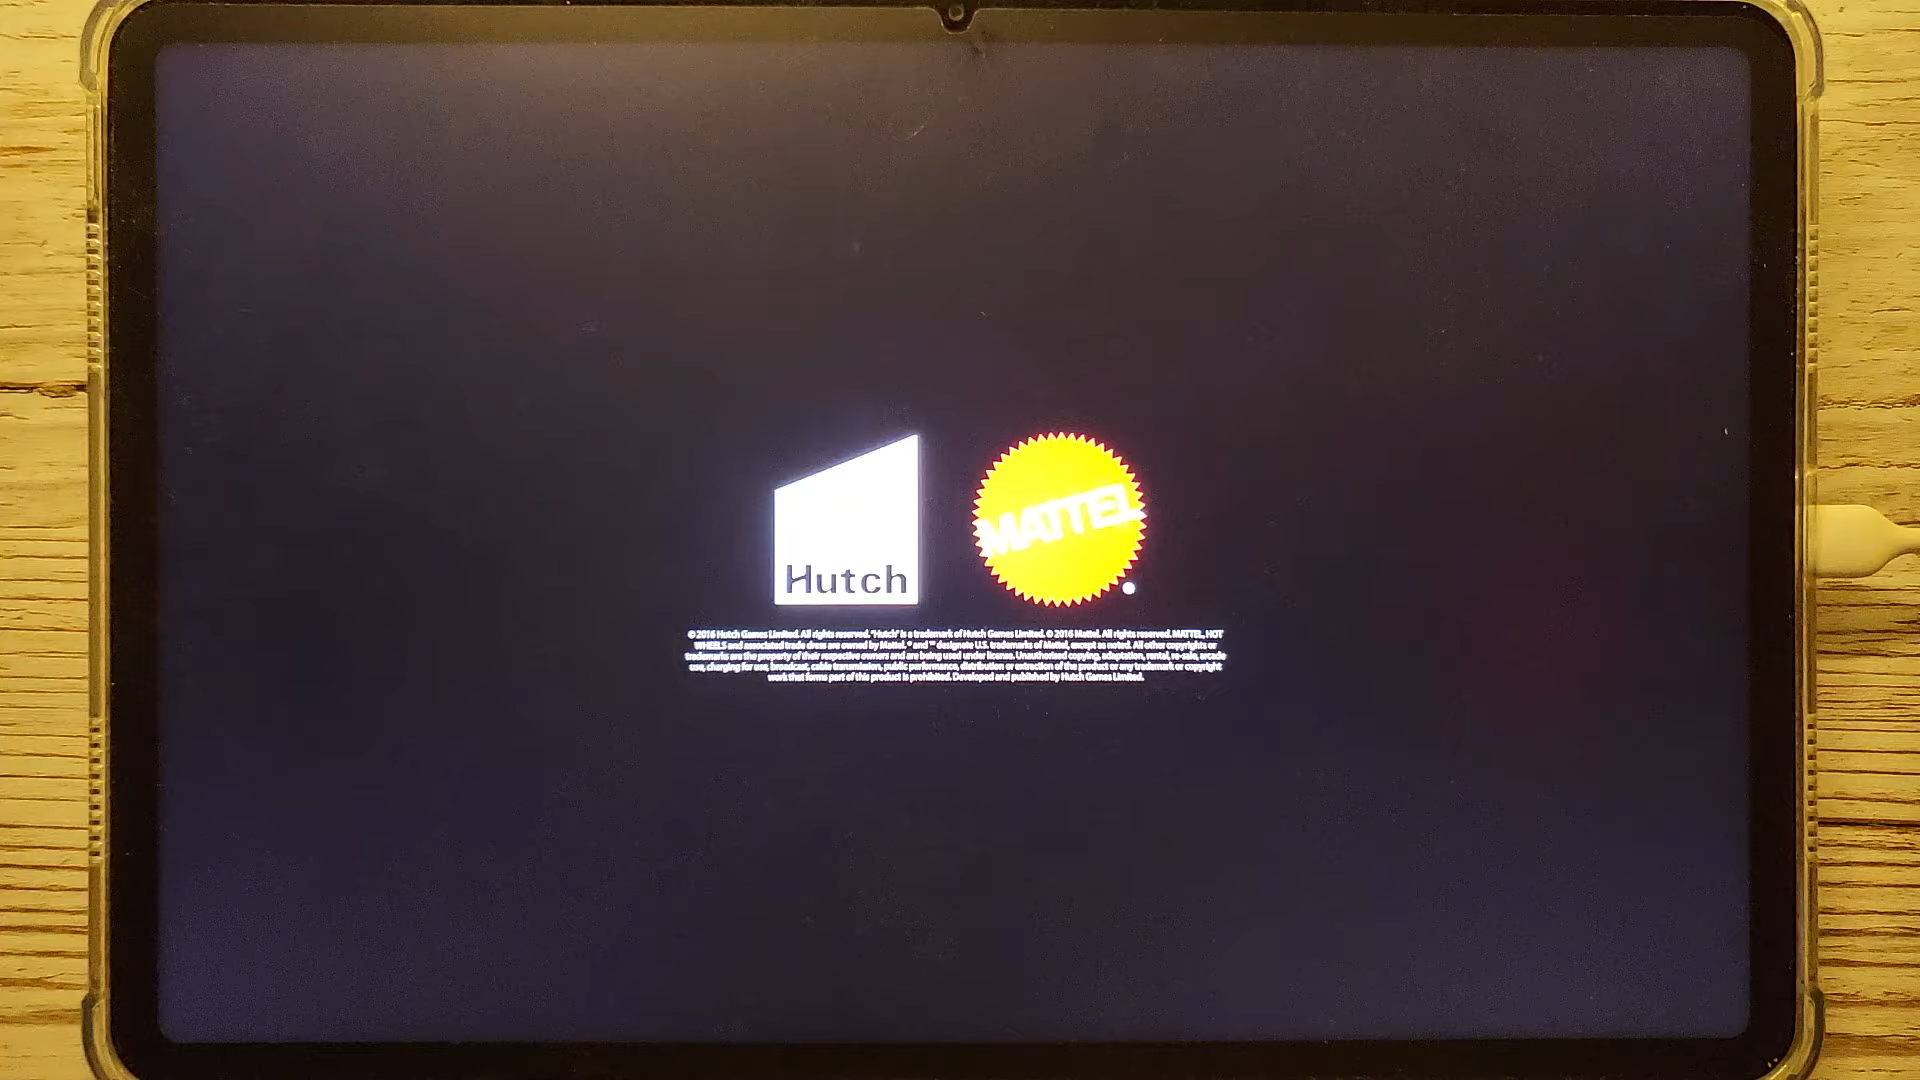 Hutch
MATTEL
© 2016 Hutch Games Limited. All rights reserved. "Hutch" is a trademark of Hutch Games Limited. © 2016 Mattel. All rights reserved. MATTEL, HOT
WHEELS and associated trade dress are owned by Mattel. ® and ™ designate U.S. trademarks of Mattel, except as noted. All other copyrights or
trademarks are the property of their respective owners and are being used under license. Unauthorised copying, adaptation, rental, re-sale, arcade
use, charging for use, broadcast, cable transmission, public performance, distribution or extraction of the product or any trademark or copyright
work that forms part of this product is prohibited. Developed and published by Hutch Games Limited.